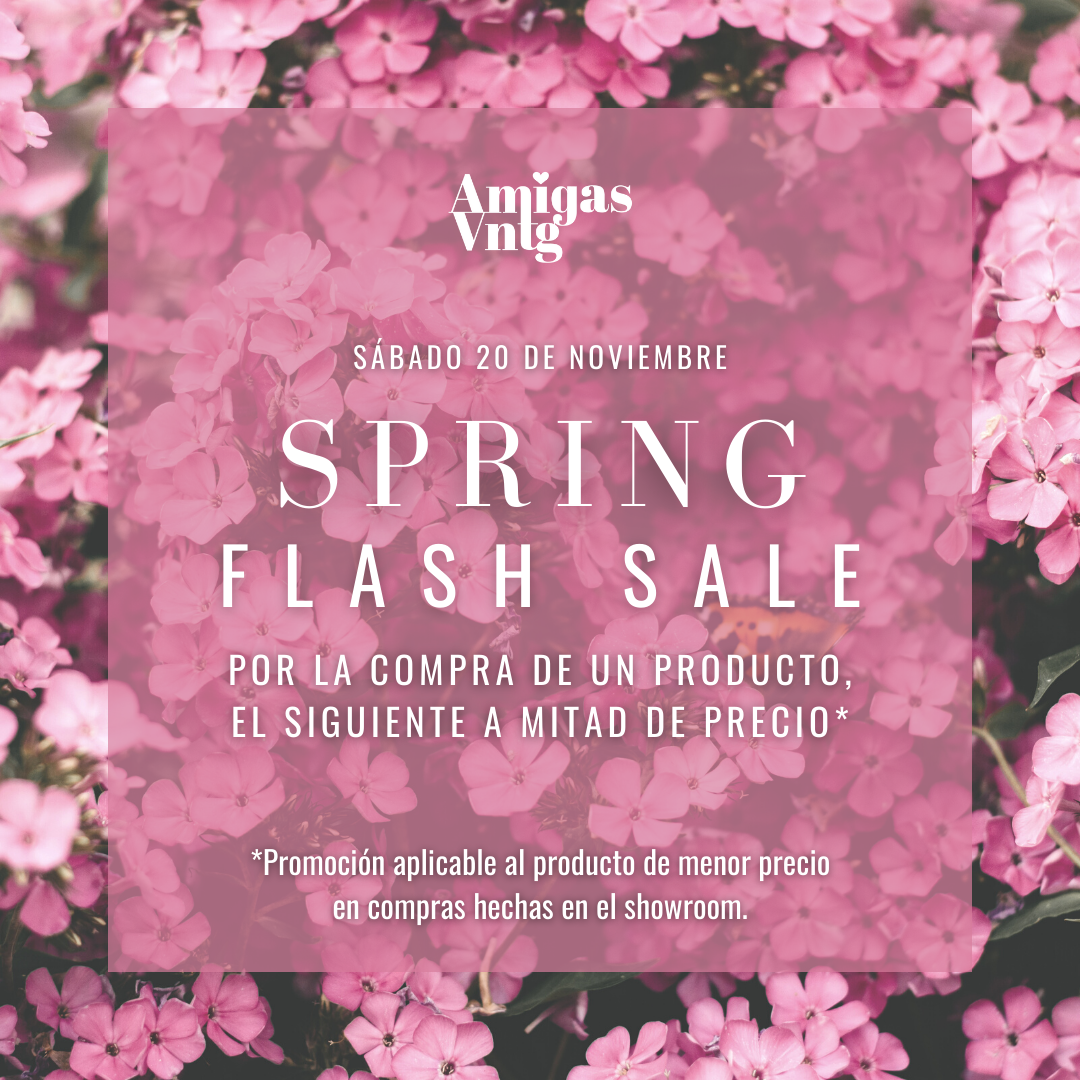 Amigas
Vntg
SÁBADO 20 DE NOVIEMBRE
SPRING
FLASH SALE
POR LA COMPRA DE UN PRODUCTO,
EL SIGUIENTE A MITAD DE PRECIO*
*Promoción aplicable al producto de menor precio
en compras hechas en el showroom.